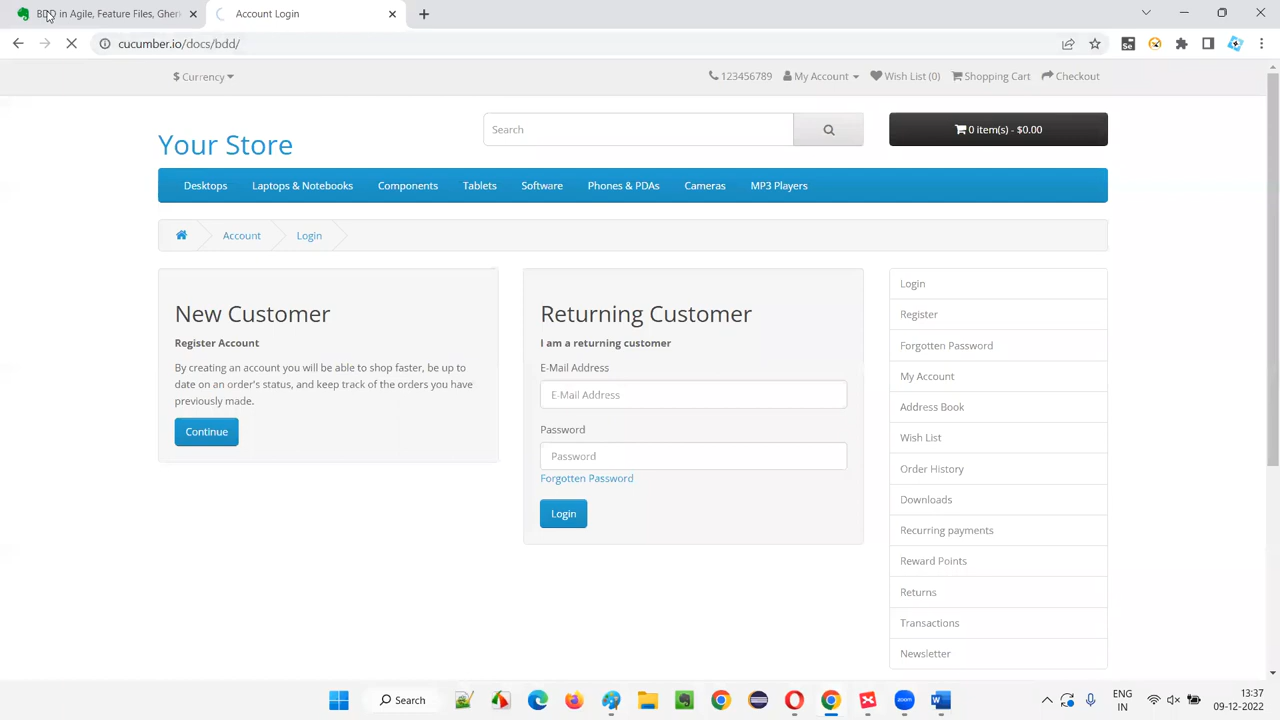 BDD in Agile, Feature Files, Gher
Account Login
cucumber.io/docs/bdd/
$ Currency
123456789 My Account Wish List (0) Shopping Cart Checkout
Your Store
Search
0 item(s) - $0.00
Desktops Laptops & Notebooks Components Tablets Software Phones & PDAs Cameras MP3 Players
Account Login
New Customer
Register Account
By creating an account you will be able to shop faster, be up to
date on an order's status, and keep track of the orders you have
previously made.
Continue
Returning Customer
I am a returning customer
E-Mail Address
E-Mail Address
Password
Password
Forgotten Password
Login
Login
Register
Forgotten Password
My Account
Address Book
Wish List
Order History
Downloads
Recurring payments
Reward Points
Returns
Transactions
Newsletter
Search
zoom
ENG
IN
13:37
09-12-2022